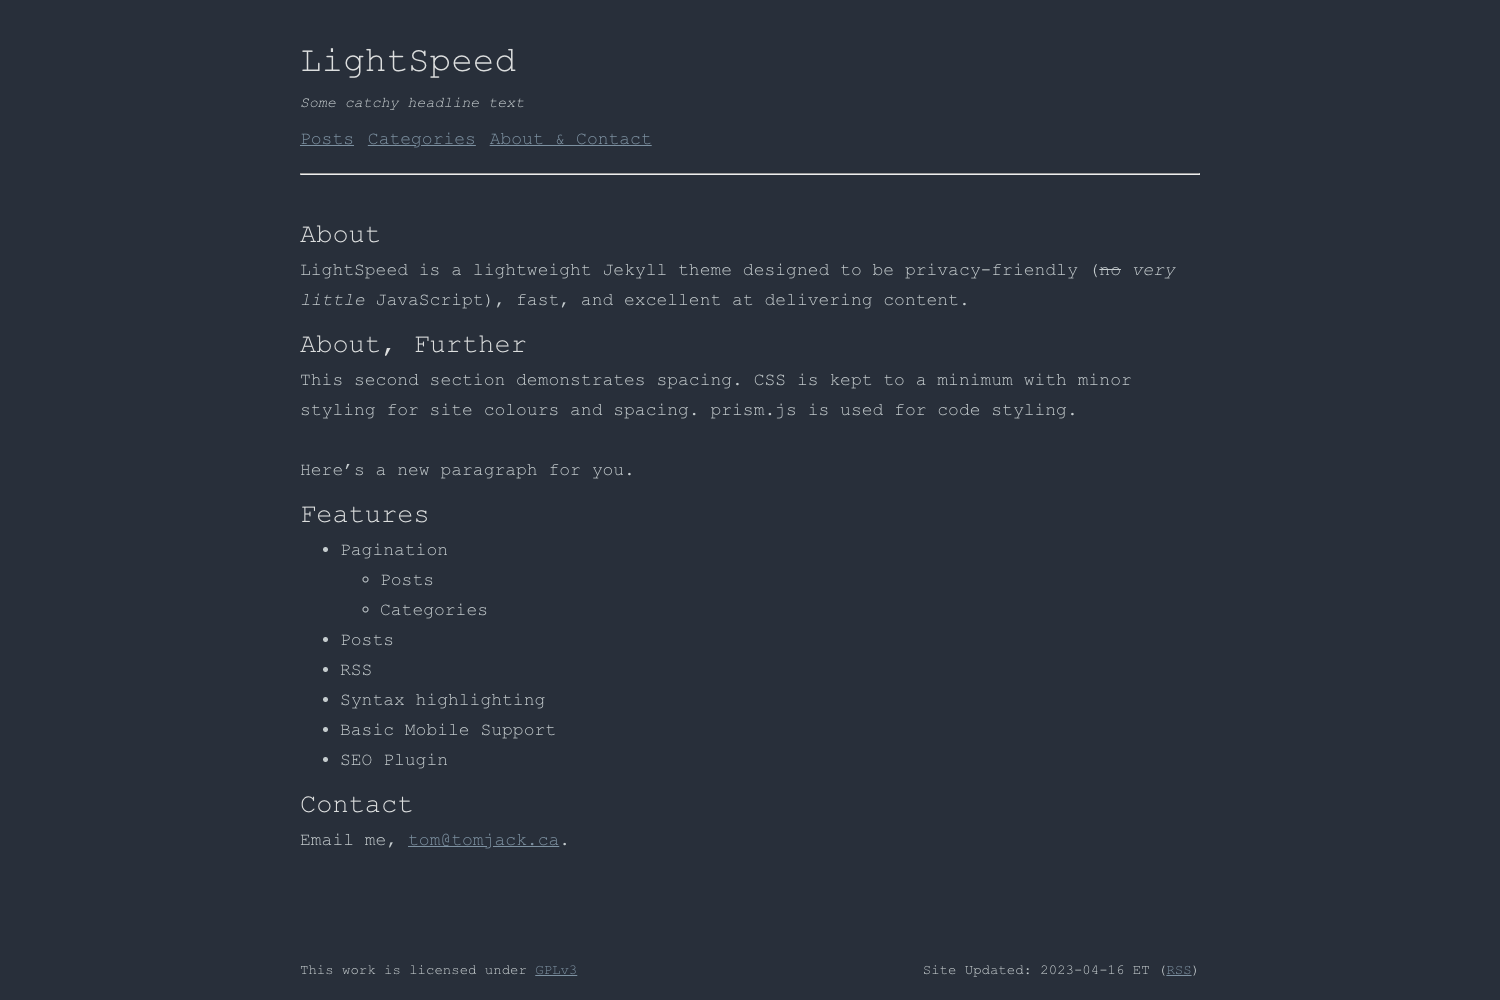 LightSpeed
Some catchy headline text
Posts Categories About & Contact
About
LightSpeed is a lightweight Jekyll theme designed to be privacy-friendly (no very
little JavaScript), fast, and excellent at delivering content.
About, Further
This second section demonstrates spacing. CSS is kept to a minimum with minor
styling for site colours and spacing. prism.js is used for code styling.
Here’s a new paragraph for you.
Features
• Pagination
◦ Posts
◦ Categories
• Posts
• RSS
• Syntax highlighting
• Basic Mobile Support
• SEO Plugin
Contact
Email me, tom@tomjack.ca.
This work is licensed under GPLv3
Site Updated: 2023-04-16 ET (RSS)